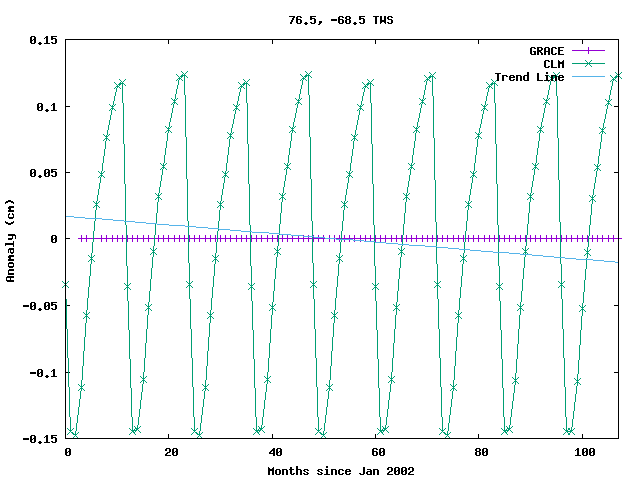 76.5, -68.5 TWS
GRACE
CLM
Trend Line
0.15
0.1
0.05
0
-0.05
-0.1
-0.15
Anomaly (cm)
0 20 40 60 80 100
Months since Jan 2002